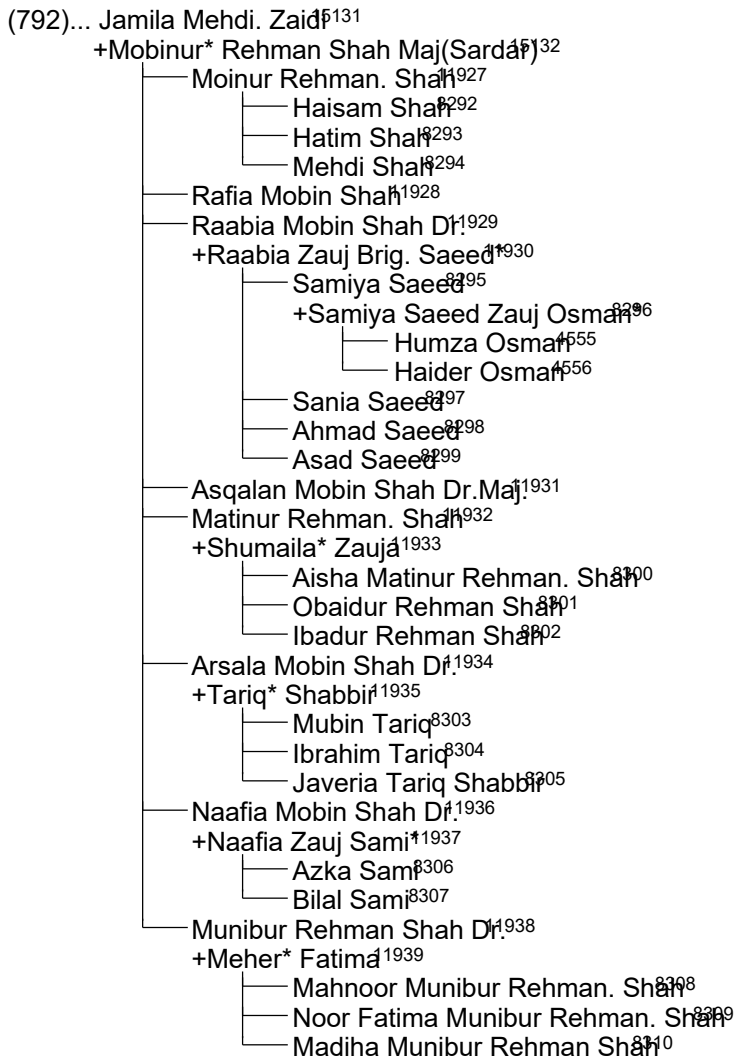 (792)... Jamila Mehdi. Zaidi15131
+Mobinur* Rehman Shah Maj(Sardar)15132
Moinur Rehman. Shah11927
Haisam Shah8292
Hatim Shah8293
Mehdi Shah8294
Rafia Mobin Shah11928
Raabia Mobin Shah Dr.11929
+Raabia Zauj Brig. Saeed*11930
Samiya Saeed8295
+Samiya Saeed Zauj Osman*8296
Humza Osman4555
Haider Osman4556
Sania Saeed8297
Ahmad Saeed8298
Asad Saeed8299
Asqalan Mobin Shah Dr.Maj.11931
Matinur Rehman. Shah11932
+Shumaila* Zauja11933
Aisha Matinur Rehman. Shah8300
Obaidur Rehman Shah8301
Ibadur Rehman Shah8302
Arsala Mobin Shah Dr.11934
+Tariq* Shabbir11935
Mubin Tariq8303
Ibrahim Tariq8304
Javeria Tariq Shabbir8305
Naafia Mobin Shah Dr.11936
+Naafia Zauj Sami*11937
Azka Sami8306
Bilal Sami8307
Munibur Rehman Shah Dr.11938
+Meher* Fatima11939
Mahnoor Munibur Rehman. Shah8308
Noor Fatima Munibur Rehman. Shah8309
Madiha Munibur Rehman Shah8310